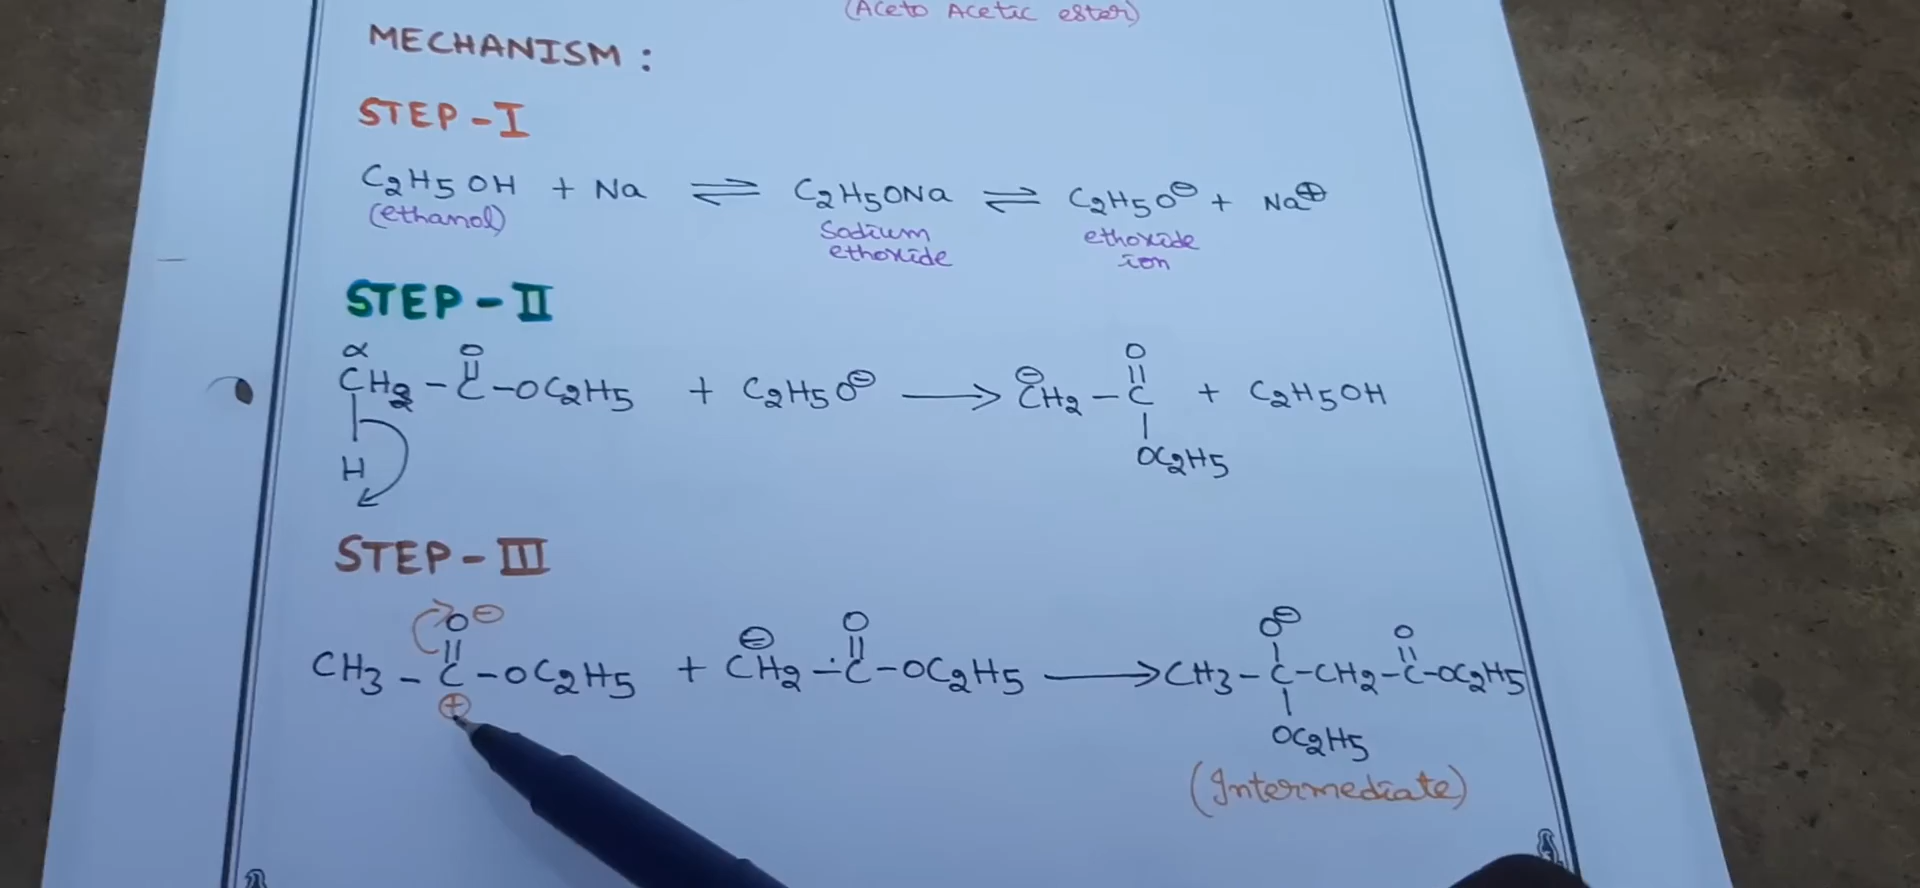 (Aceto Acetic ester)
MECHANISM :
STEP - I
C2H5OH + Na ⇌ C2H5ONa ⇌ C2H5O⊖ + Na⊕
(ethanol) Sodium ethoxide ethoxide ion
STEP - II
α O O
CH2 - C - OC2H5 + C2H5O⊖ ⟶ ⊖CH2 - C + C2H5OH
H OC2H5
STEP - III
O⊖ O O⊖ O
CH3 - C - OC2H5 + ⊖CH2 - C - OC2H5 ⟶ CH3 - C - CH2 - C - OC2H5
⊕ OC2H5
(Intermediate)